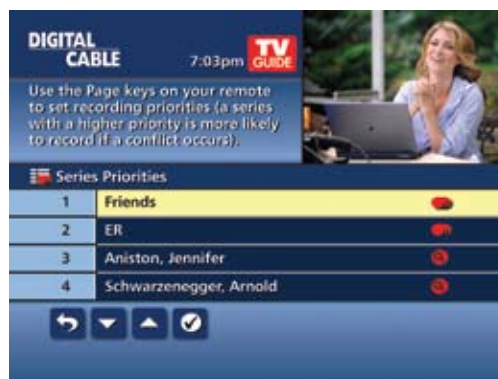 DIGITAL
CABLE
7:03pm
TV
GUIDE
Use the Page keys on your remote
to set recording priorities (a series
with a higher priority is more likely
to record if a conflict occurs).
Series Priorities
1 Friends
2 ER
3 Aniston, Jennifer
4 Schwarzenegger, Arnold